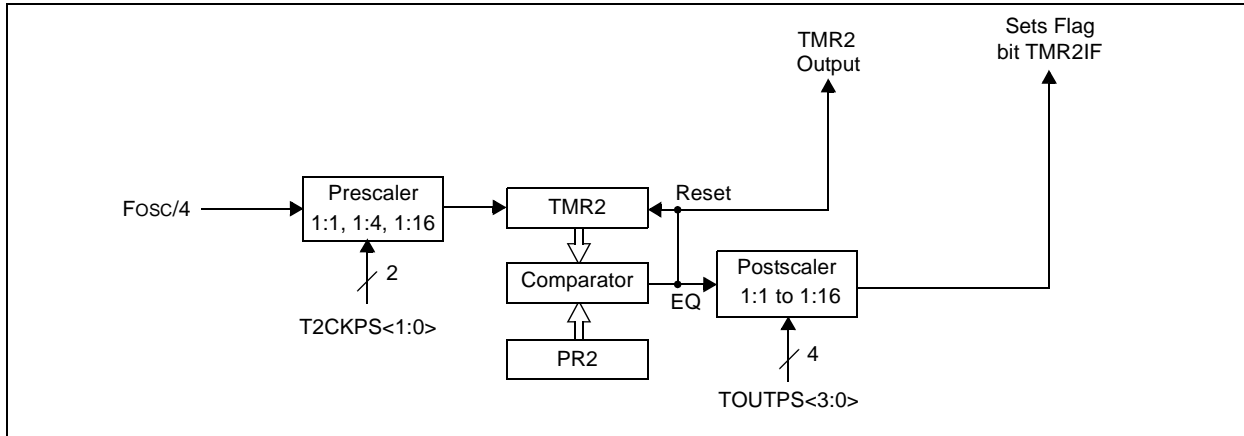 TMR2
Output
Sets Flag
bit TMR2IF
FOSC/4
Prescaler
1:1, 1:4, 1:16
2
T2CKPS<1:0>
TMR2
Reset
Comparator
EQ
PR2
Postscaler
1:1 to 1:16
4
TOUTPS<3:0>